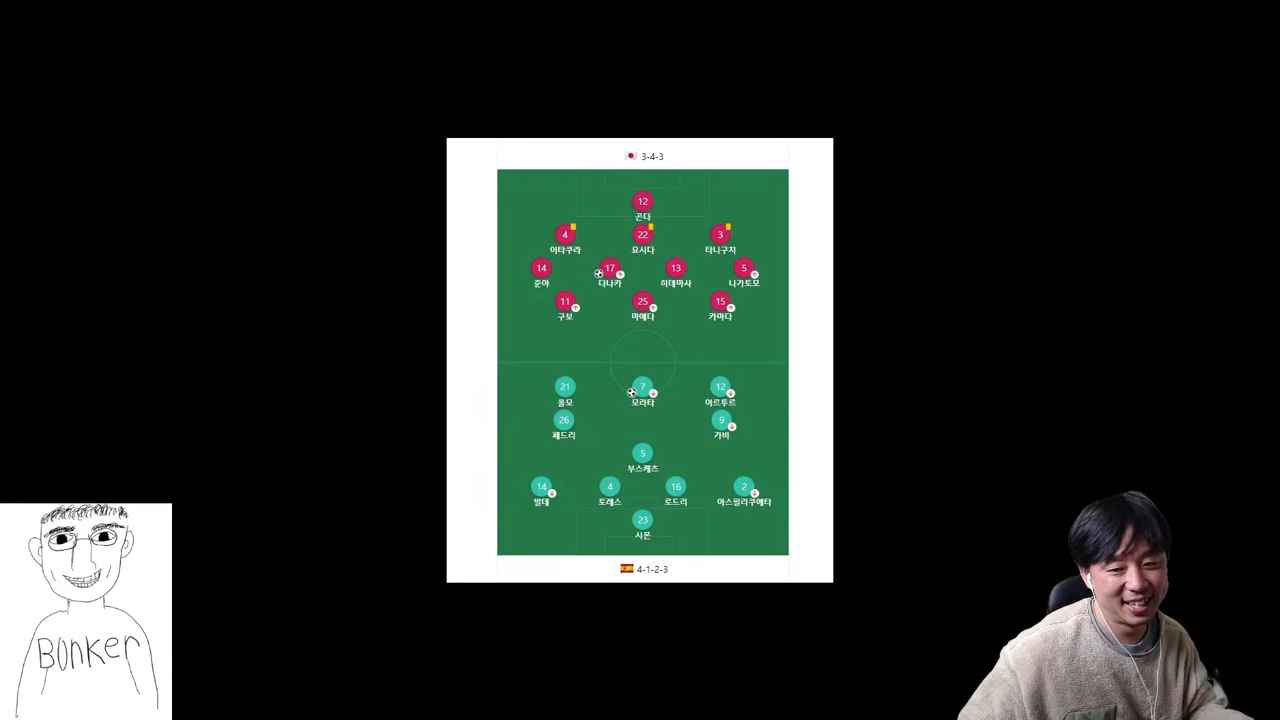 3-4-3
12
곤다
4 22 3
이타쿠라 요시다 타니구치
14 17 13 5
준야 다나카 히데마사 나가토모
11 25 15
구보 마에다 카마다
21 7 12
올모 모라타 아르투르
26 9
페드리 가비
5
부스케츠
14 4 16 2
발데 토레스 로드리 아스필리쿠에타
23
시몬
4-1-2-3
BONKer